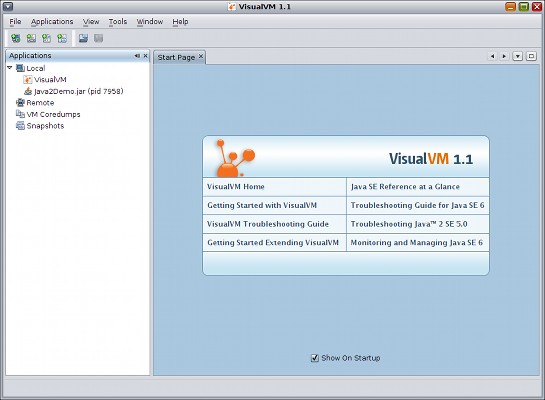 VisualVM 1.1
File Applications View Tools Window Help
Applications
Start Page
Local
VisualVM
Java2Demo.jar (pid 7958)
Remote
VM Coredumps
Snapshots
VisualVM 1.1
VisualVM Home
Java SE Reference at a Glance
Getting Started with VisualVM
Troubleshooting Guide for Java SE 6
VisualVM Troubleshooting Guide
Troubleshooting Java™ 2 SE 5.0
Getting Started Extending VisualVM
Monitoring and Managing Java SE 6
Show On Startup